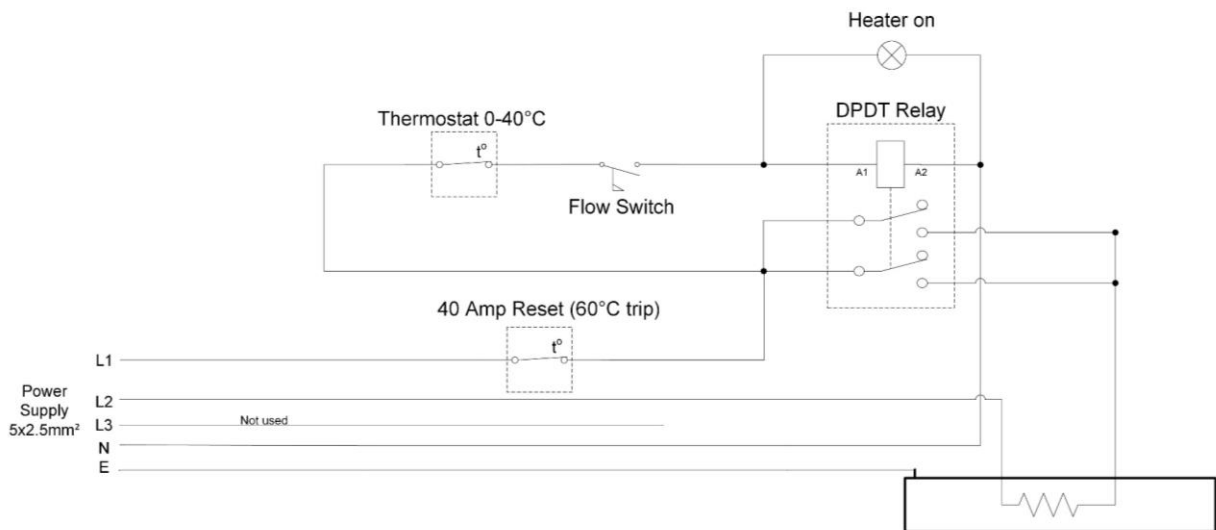 Heater on
Thermostat 0-40°C
DPDT Relay
t°
A1
A2
Flow Switch
40 Amp Reset (60°C trip)
t°
L1
Power
Supply
5x2.5mm²
L2
L3
Not used
N
E